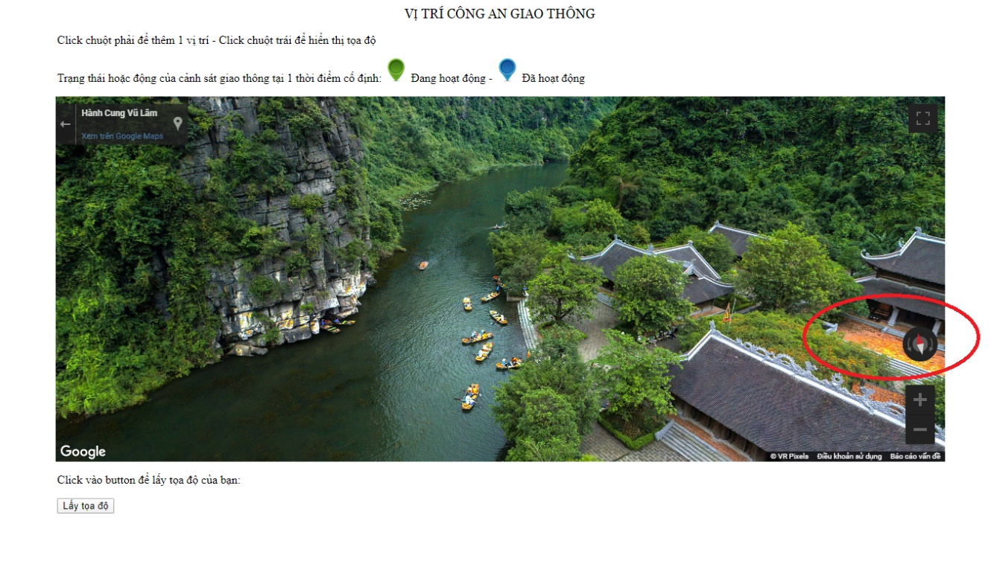 VỊ TRÍ CÔNG AN GIAO THÔNG
Click chuột phải để thêm 1 vị trí - Click chuột trái để hiển thị tọa độ
Trạng thái hoặc động của cảnh sát giao thông tại 1 thời điểm cố định: Đang hoạt động - Đã hoạt động
Hành Cung Vũ Lâm
Xem trên Google Maps
Google
© VR Pixels Điều khoản sử dụng Báo cáo vấn đề
Click vào button để lấy tọa độ của bạn:
Lấy tọa độ